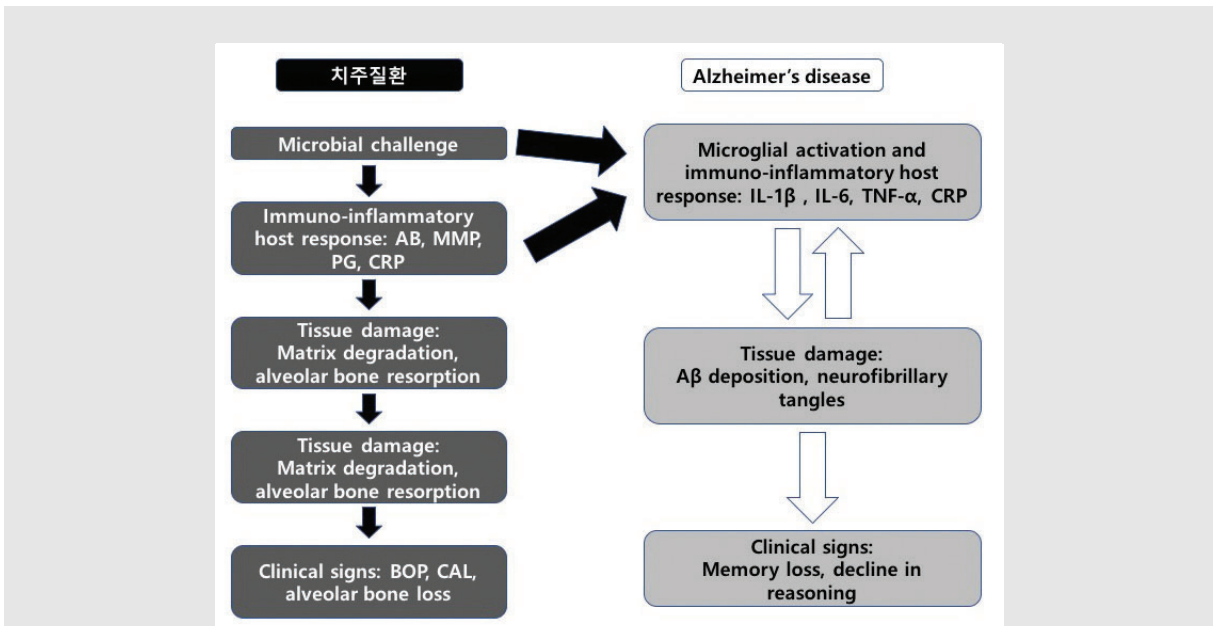 치주질환
Microbial challenge
Immuno-inflammatory
host response: AB, MMP,
PG, CRP
Tissue damage:
Matrix degradation,
alveolar bone resorption
Tissue damage:
Matrix degradation,
alveolar bone resorption
Clinical signs: BOP, CAL,
alveolar bone loss
Alzheimer’s disease
Microglial activation and
immuno-inflammatory host
response: IL-1β , IL-6, TNF-α, CRP
Tissue damage:
Aβ deposition, neurofibrillary
tangles
Clinical signs:
Memory loss, decline in
reasoning